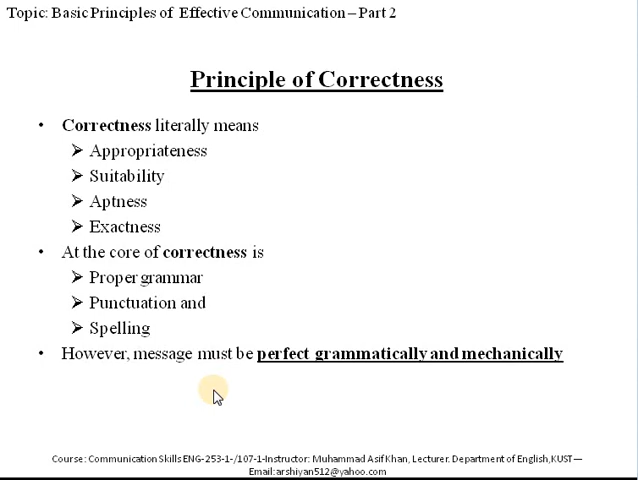 Topic: Basic Principles of Effective Communication – Part 2
Principle of Correctness
• Correctness literally means
➢ Appropriateness
➢ Suitability
➢ Aptness
➢ Exactness
• At the core of correctness is
➢ Proper grammar
➢ Punctuation and
➢ Spelling
• However, message must be perfect grammatically and mechanically
Course: Communication Skills ENG-253-1-/107-1-Instructor: Muhammad Asif Khan, Lecturer. Department of English,KUST—
Email:arshiyan512@yahoo.com